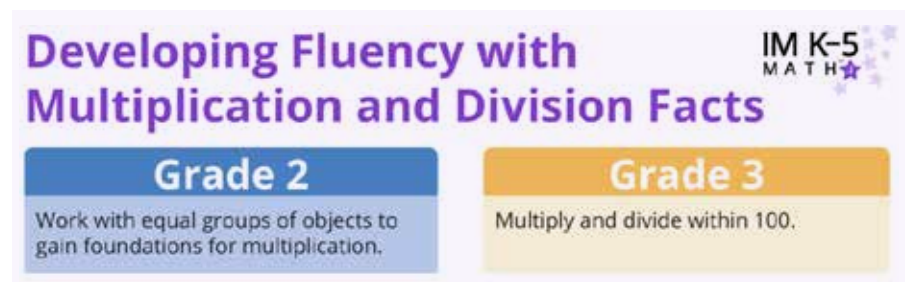 Developing Fluency with
Multiplication and Division Facts
IM K–5
MATH
Grade 2
Work with equal groups of objects to
gain foundations for multiplication.
Grade 3
Multiply and divide within 100.